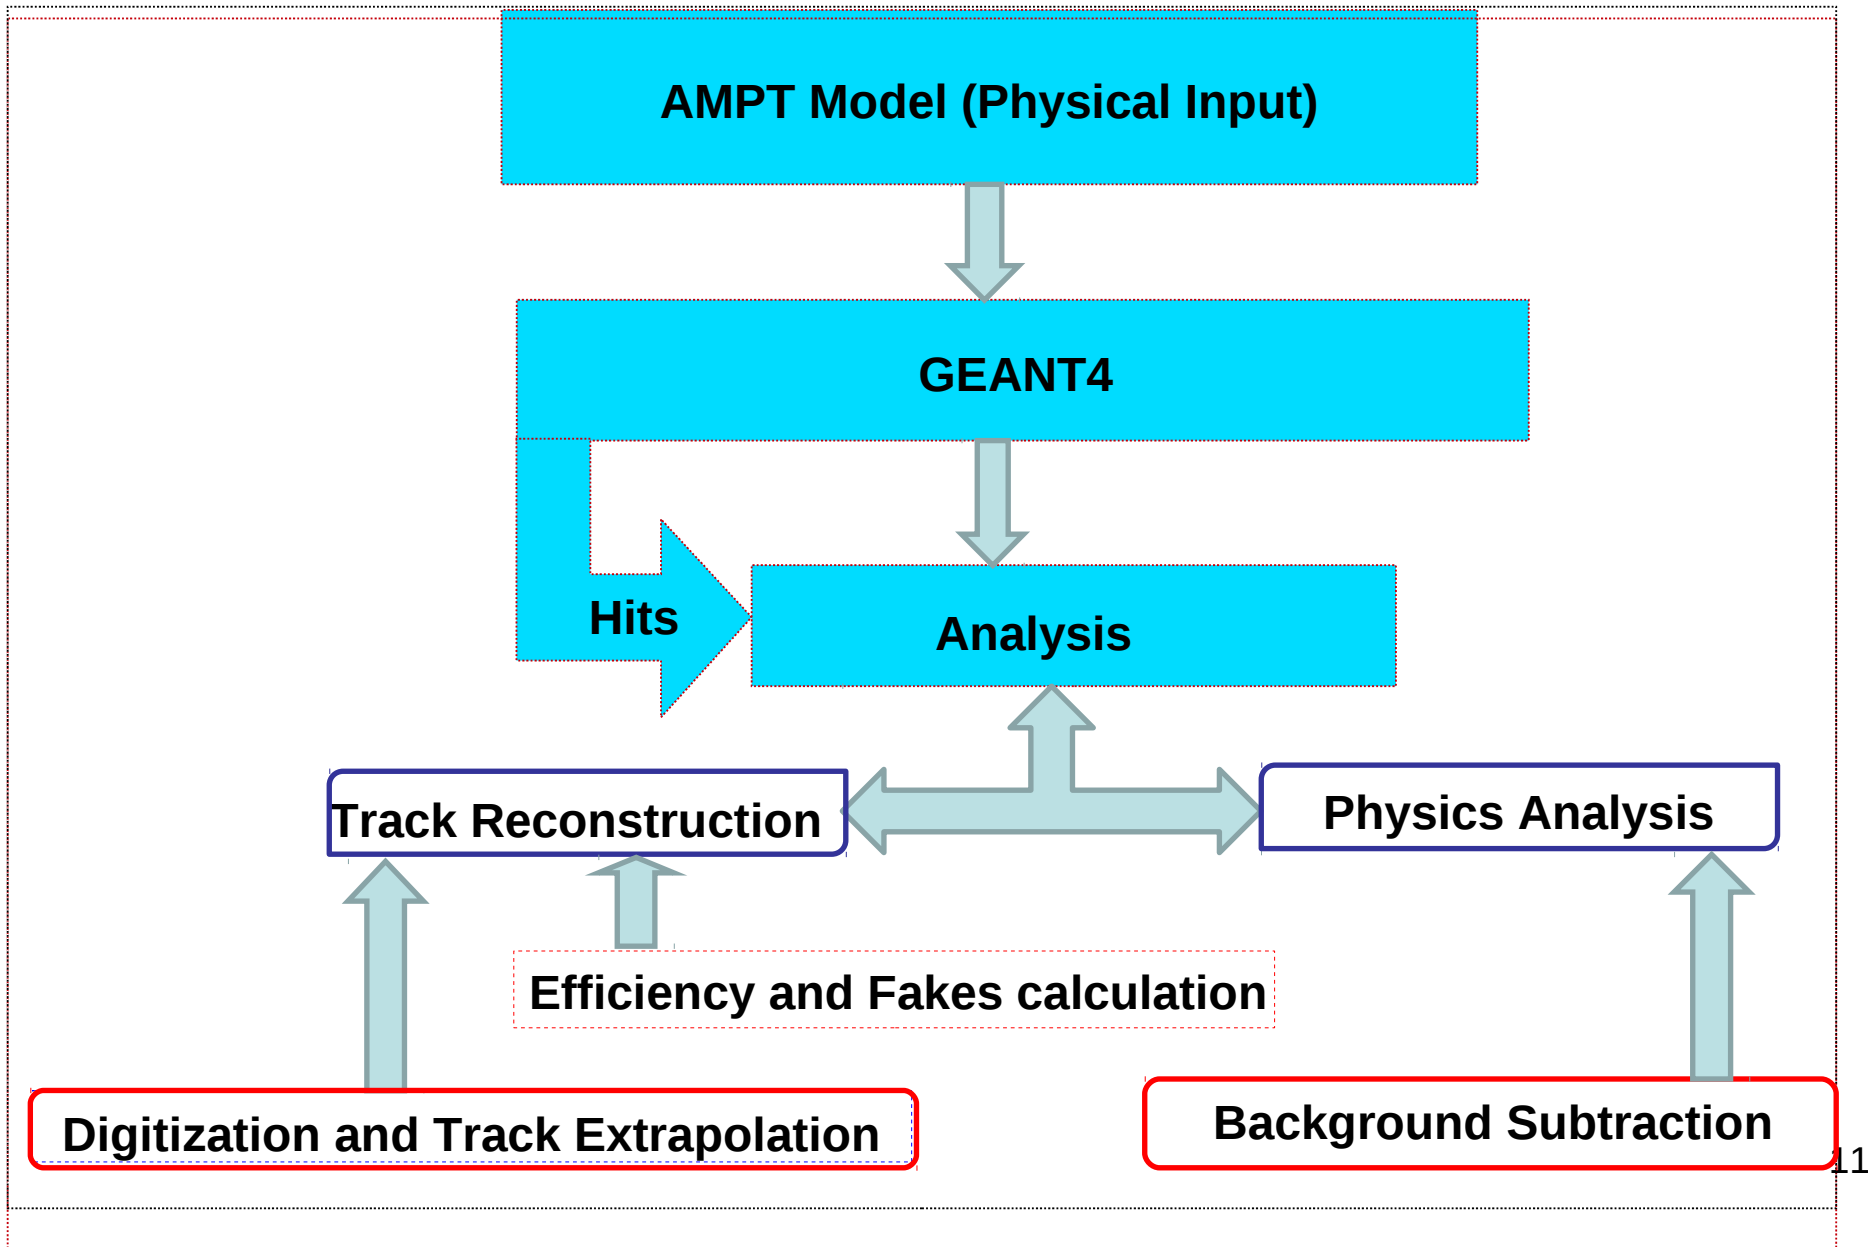 AMPT Model (Physical Input)
GEANT4
Hits
Analysis
Track Reconstruction
Physics Analysis
Efficiency and Fakes calculation
Digitization and Track Extrapolation
Background Subtraction
11